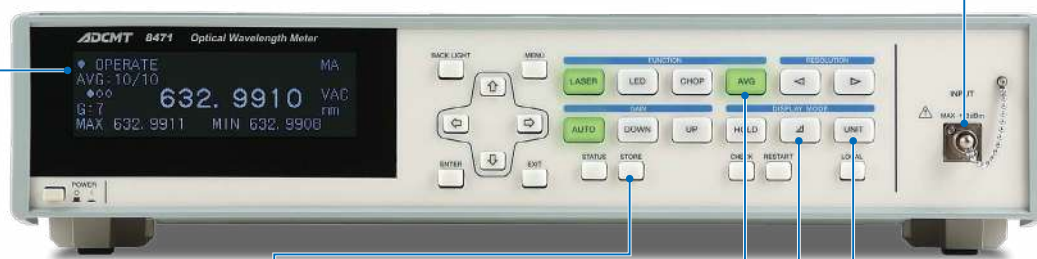 ADCMT 8471 Optical Wavelength Meter
OPERATE MA
AVG:10/10
632.9910 VAC
G:7 nm
MAX 632.9911 MIN 632.9908
POWER
BACK LIGHT MENU
ENTER EXIT
FUNCTION RESOLUTION
LASER LED CHOP AVG
GAIN DISPLAY MODE
AUTO DOWN UP HOLD UNIT
STATUS STORE CHECK RESTART LOCAL
INPUT